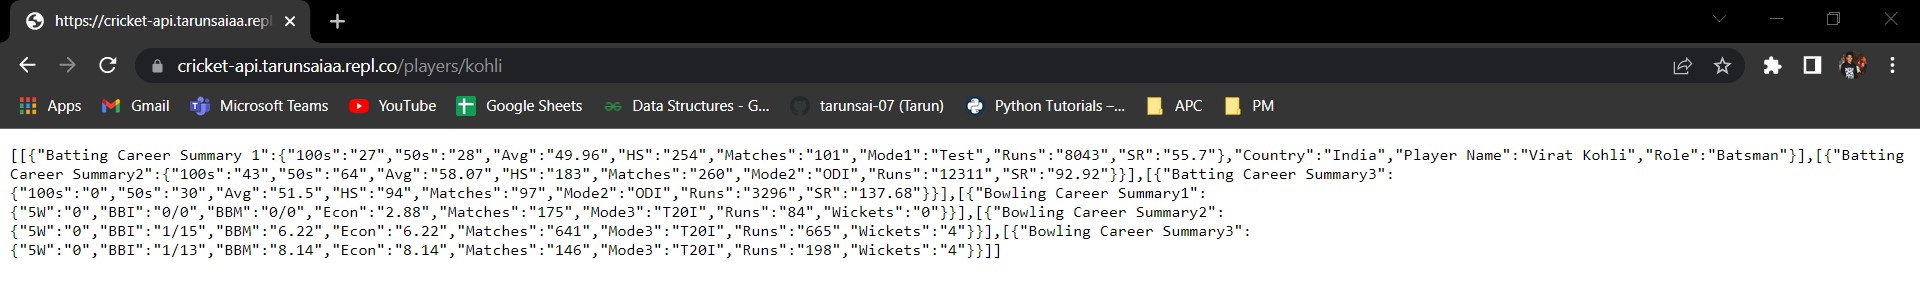 https://cricket-api.tarunsaiaa.repl
cricket-api.tarunsaiaa.repl.co/players/kohli
Apps Gmail Microsoft Teams YouTube Google Sheets Data Structures - G... tarunsai-07 (Tarun) Python Tutorials –... APC PM
[[{"Batting Career Summary 1":{"100s":"27","50s":"28","Avg":"49.96","HS":"254","Matches":"101","Mode1":"Test","Runs":"8043","SR":"55.7"},"Country":"India","Player Name":"Virat Kohli","Role":"Batsman"}],[{"Batting
Career Summary2":{"100s":"43","50s":"64","Avg":"58.07","HS":"183","Matches":"260","Mode2":"ODI","Runs":"12311","SR":"92.92"}}],[{"Batting Career Summary3":
{"100s":"0","50s":"30","Avg":"51.5","HS":"94","Matches":"97","Mode2":"ODI","Runs":"3296","SR":"137.68"}}],[{"Bowling Career Summary1":
{"5W":"0","BBI":"0/0","BBM":"0/0","Econ":"2.88","Matches":"175","Mode3":"T20I","Runs":"84","Wickets":"0"}}],[{"Bowling Career Summary2":
{"5W":"0","BBI":"1/15","BBM":"6.22","Econ":"6.22","Matches":"641","Mode3":"T20I","Runs":"665","Wickets":"4"}}],[{"Bowling Career Summary3":
{"5W":"0","BBI":"1/13","BBM":"8.14","Econ":"8.14","Matches":"146","Mode3":"T20I","Runs":"198","Wickets":"4"}}]]